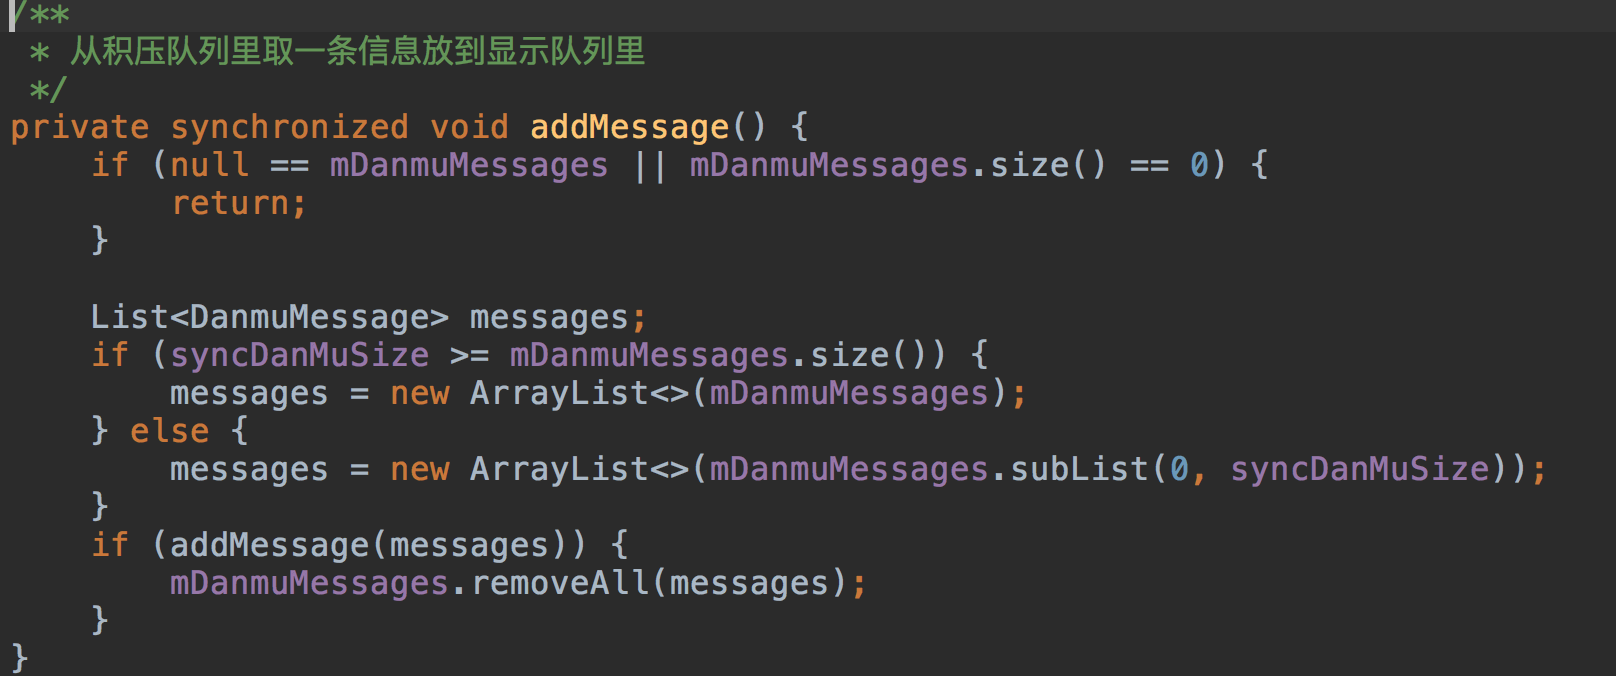 /**
 * 从积压队列里取一条信息放到显示队列里
 */
private synchronized void addMessage() {
    if (null == mDanmuMessages || mDanmuMessages.size() == 0) {
        return;
    }

    List<DanmuMessage> messages;
    if (syncDanMuSize >= mDanmuMessages.size()) {
        messages = new ArrayList<>(mDanmuMessages);
    } else {
        messages = new ArrayList<>(mDanmuMessages.subList(0, syncDanMuSize));
    }
    if (addMessage(messages)) {
        mDanmuMessages.removeAll(messages);
    }
}